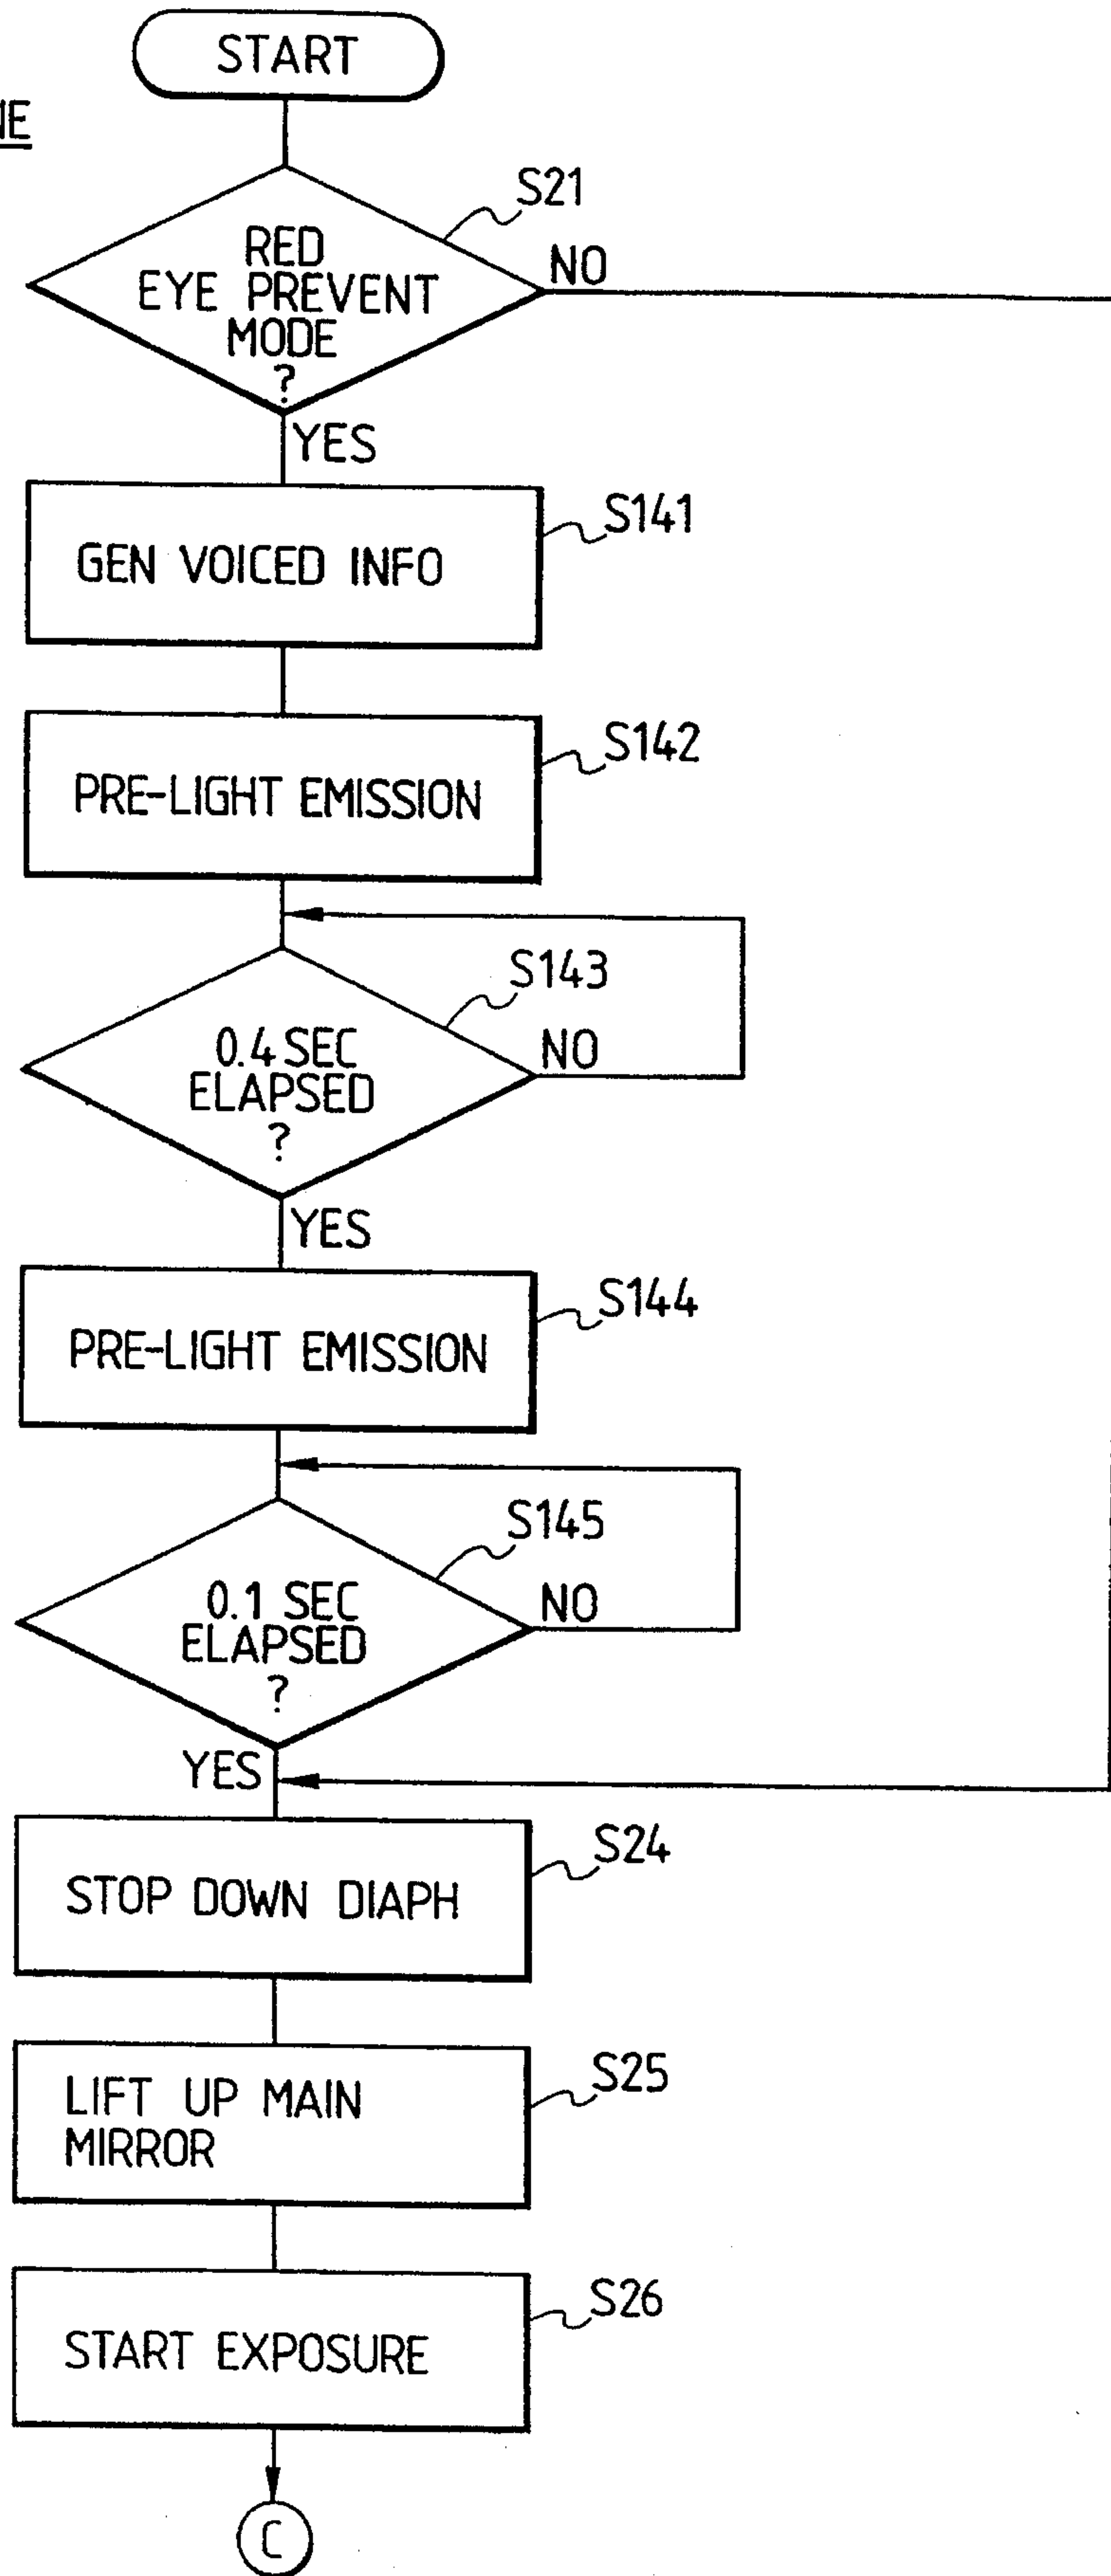 START
S21
RED
EYE PREVENT
MODE
?
NO
YES
S141
GEN VOICED INFO
S142
PRE-LIGHT EMISSION
S143
0.4 SEC
ELAPSED
?
NO
YES
S144
PRE-LIGHT EMISSION
S145
0.1 SEC
ELAPSED
?
NO
YES
S24
STOP DOWN DIAPH
S25
LIFT UP MAIN
MIRROR
S26
START EXPOSURE
C